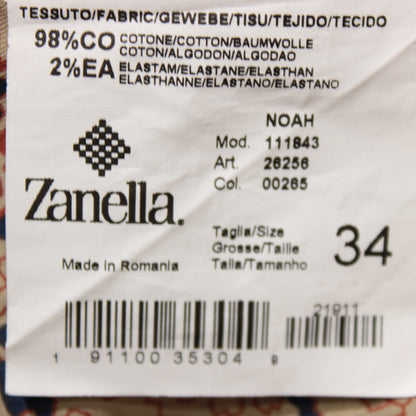 TESSUTO/FABRIC/GEWEBE/TISU/TEJIDO/TECIDO
98%CO COTONE/COTTON/BAUMWOLLE
COTON/ALGODON/ALGODAO
2%EA ELASTAM/ELASTANE/ELASTHAN
ELASTHANNE/ELASTANO/ELASTANO
NOAH
Mod. 111843
Art. 26256
Col. 00265
Zanella.
Taglia/Size
Grosse/Taille
Talla/Tamanho
34
Made in Romania
21911
1 91100 35304 9